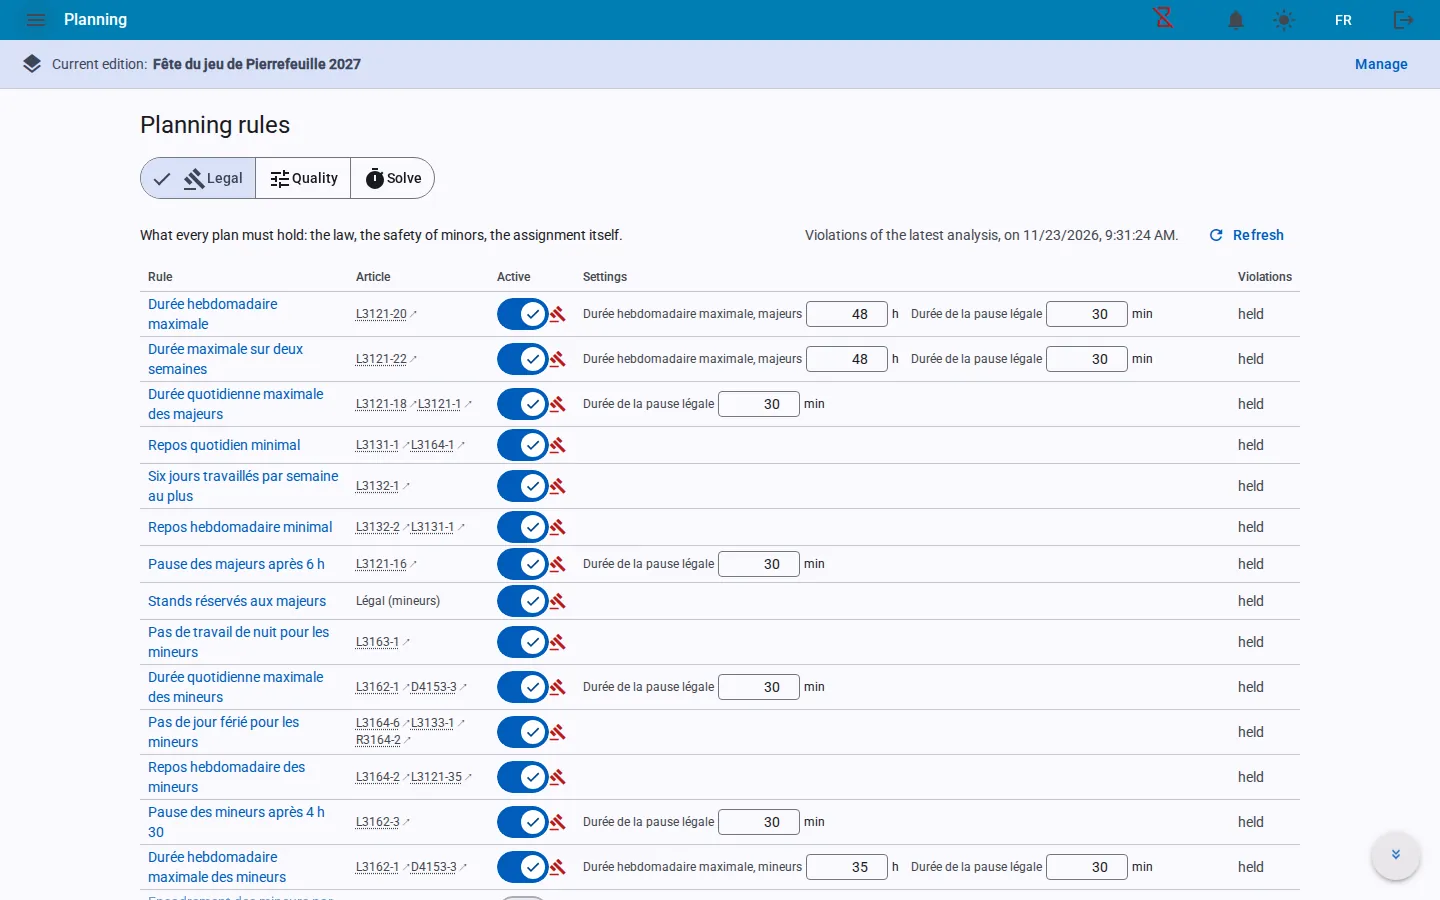 Planning
FR
Current edition: Fête du jeu de Pierrefeuille 2027
Manage
Planning rules
Legal
Quality
Solve
What every plan must hold: the law, the safety of minors, the assignment itself.
Violations of the latest analysis, on 11/23/2026, 9:31:24 AM.
Refresh
Rule Article Active Settings Violations
Durée hebdomadaire
maximale
L3121-20
Durée hebdomadaire maximale, majeurs 48 h Durée de la pause légale 30 min
held
Durée maximale sur deux
semaines
L3121-22
Durée hebdomadaire maximale, majeurs 48 h Durée de la pause légale 30 min
held
Durée quotidienne maximale
des majeurs
L3121-18 L3121-1
Durée de la pause légale 30 min
held
Repos quotidien minimal
L3131-1 L3164-1
held
Six jours travaillés par semaine
au plus
L3132-1
held
Repos hebdomadaire minimal
L3132-2 L3131-1
held
Pause des majeurs après 6 h
L3121-16
Durée de la pause légale 30 min
held
Stands réservés aux majeurs
Légal (mineurs)
held
Pas de travail de nuit pour les
mineurs
L3163-1
held
Durée quotidienne maximale
des mineurs
L3162-1 D4153-3
Durée de la pause légale 30 min
held
Pas de jour férié pour les
mineurs
L3164-6 L3133-1
R3164-2
held
Repos hebdomadaire des
mineurs
L3164-2 L3121-35
held
Pause des mineurs après 4 h
30
L3162-3
Durée de la pause légale 30 min
held
Durée hebdomadaire
maximale des mineurs
L3162-1 D4153-3
Durée hebdomadaire maximale, mineurs 35 h Durée de la pause légale 30 min
held